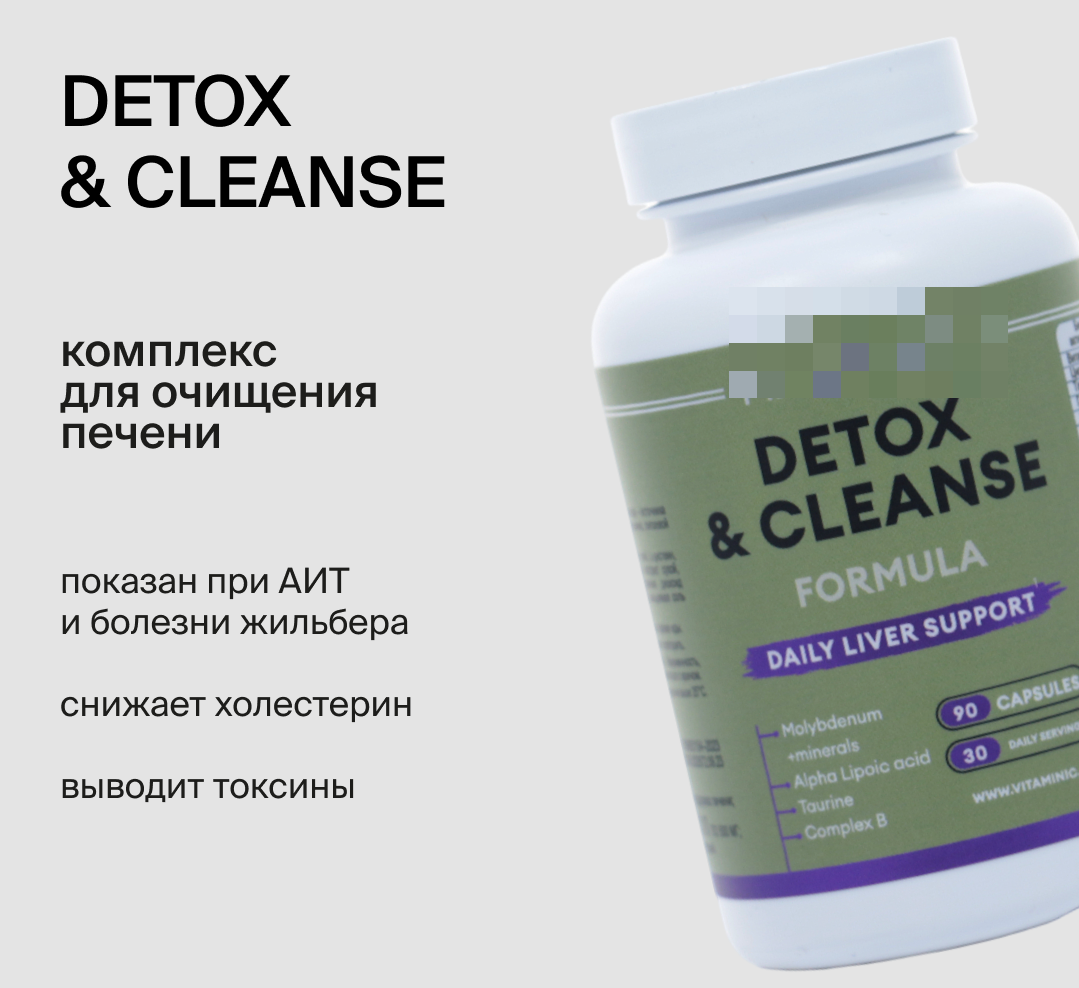 DETOX
& CLEANSE
комплекс
для очищения
печени
показан при АИТ
и болезни жильбера
снижает холестерин
выводит токсины
DETOX
& CLEANSE
FORMULA
DAILY LIVER SUPPORT
90 CAPSULES
30 DAILY SERVING
Molybdenum
+minerals
Alpha Lipoic acid
Taurine
Complex B
WWW.VITAMINIC